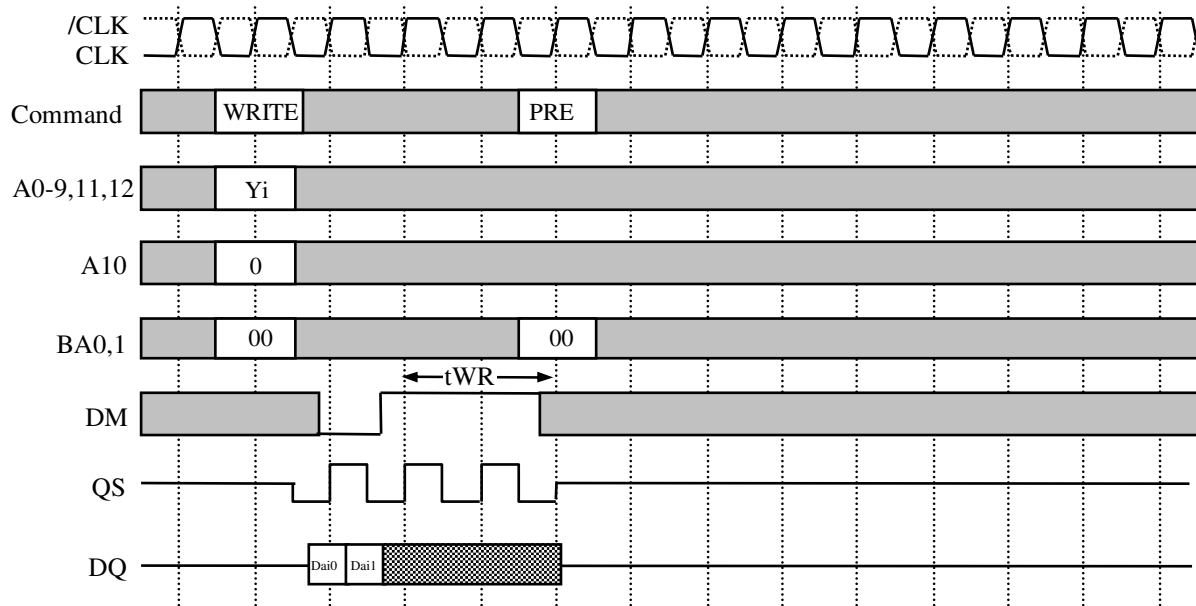 /CLK
CLK
Command WRITE PRE
A0-9,11,12 Yi
A10 0
BA0,1 00 00
tWR
DM
QS
DQ Dai0 Dai1